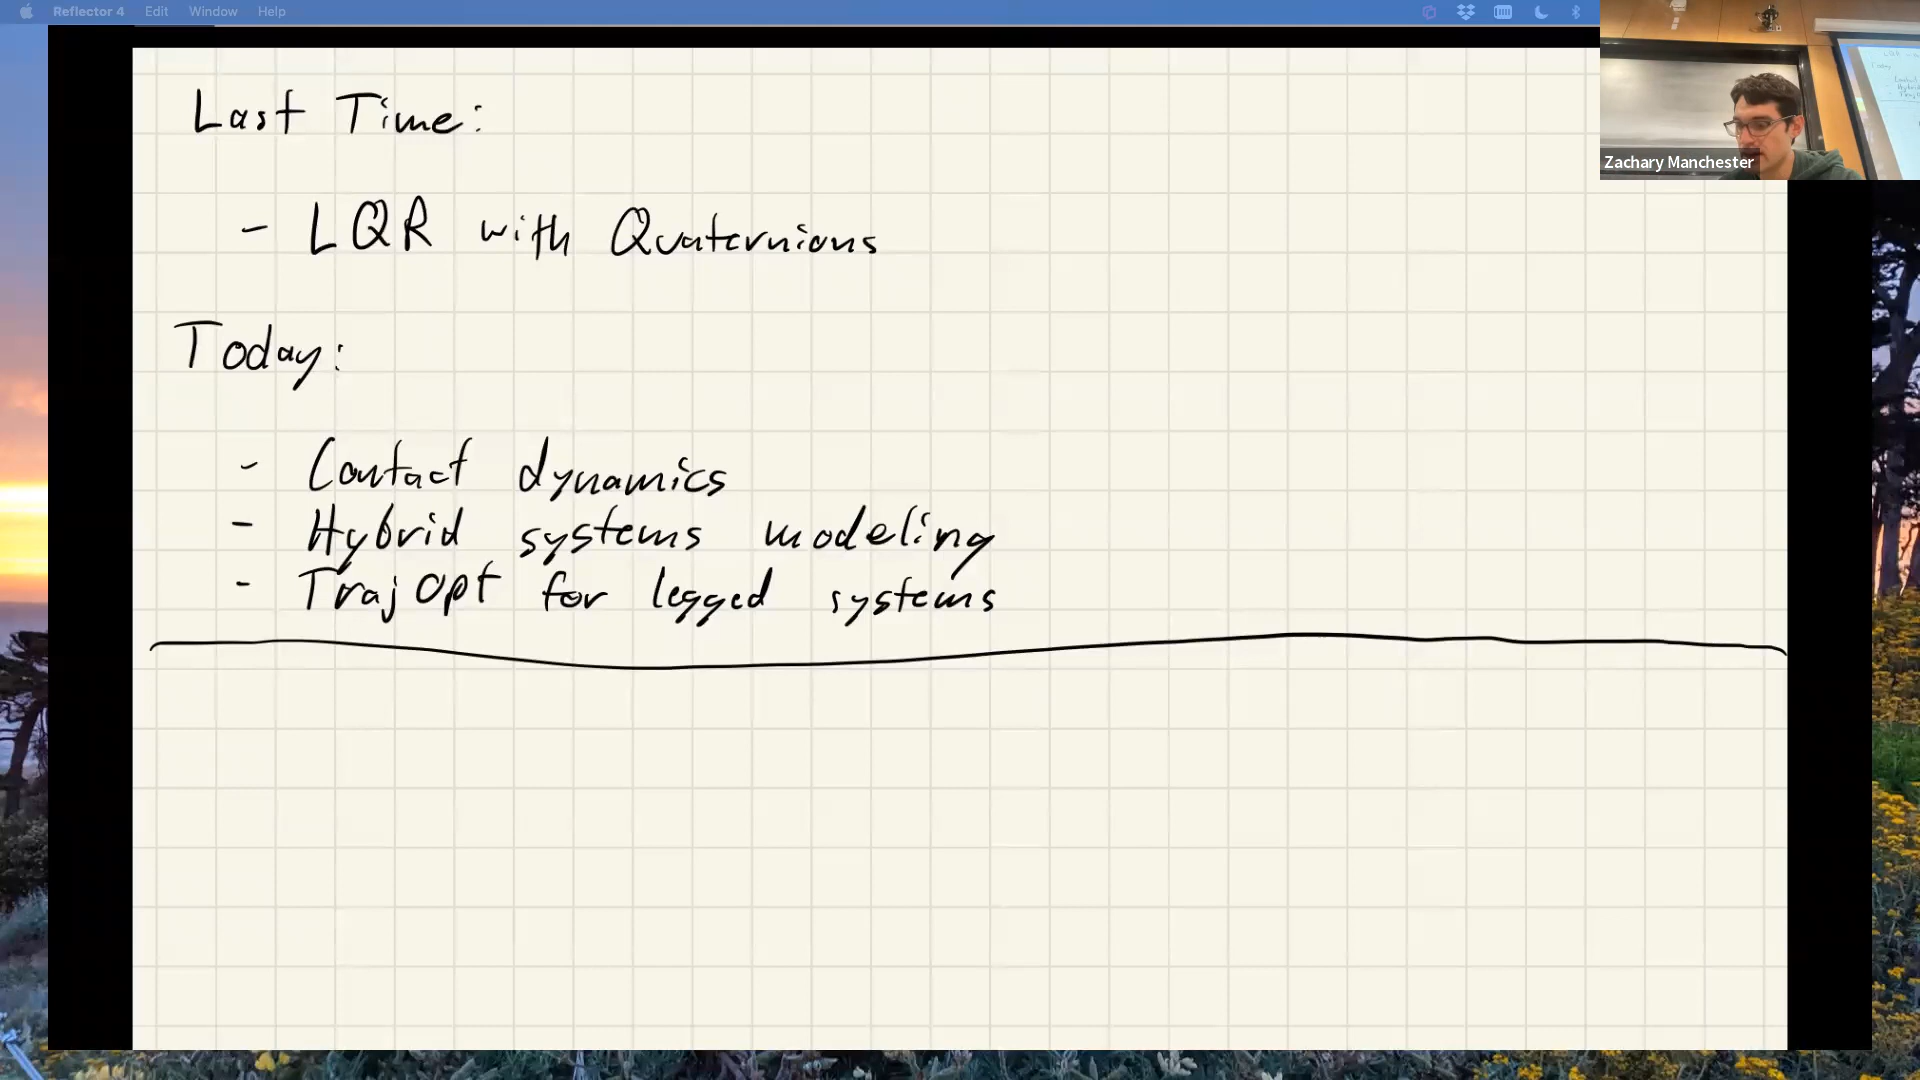 Reflector 4 Edit Window Help
Zachary Manchester
Last Time:
- LQR with Quaternions
Today:
- Contact dynamics
- Hybrid systems modeling
- TrajOpt for legged systems